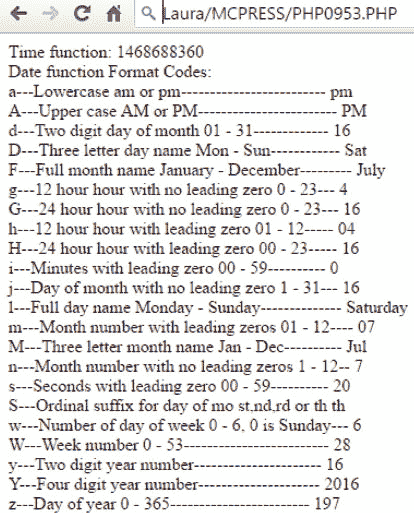 Laura/MCPRESS/PHP0953.PHP
Time function: 1468688360
Date function Format Codes:
a---Lowercase am or pm------------------------ pm
A---Upper case AM or PM----------------------- PM
d---Two digit day of month 01 - 31------------ 16
D---Three letter day name Mon - Sun------------ Sat
F---Full month name January - December--------- July
g---12 hour hour with no leading zero 0 - 23--- 4
G---24 hour hour with no leading zero 0 - 23--- 16
h---12 hour hour with leading zero 01 - 12----- 04
H---24 hour hour with leading zero 00 - 23----- 16
i---Minutes with leading zero 00 - 59---------- 0
j---Day of month with no leading zero 1 - 31--- 16
l---Full day name Monday - Sunday-------------- Saturday
m---Month number with leading zeros 01 - 12---- 07
M---Three letter month name Jan - Dec---------- Jul
n---Month number with no leading zeros 1 - 12-- 7
s---Seconds with leading zero 00 - 59---------- 20
S---Ordinal suffix for day of mo st,nd,rd or th th
w---Number of day of week 0 - 6, 0 is Sunday--- 6
W---Week number 0 - 53------------------------- 28
y---Two digit year number---------------------- 16
Y---Four digit year number--------------------- 2016
z---Day of year 0 - 365------------------------ 197